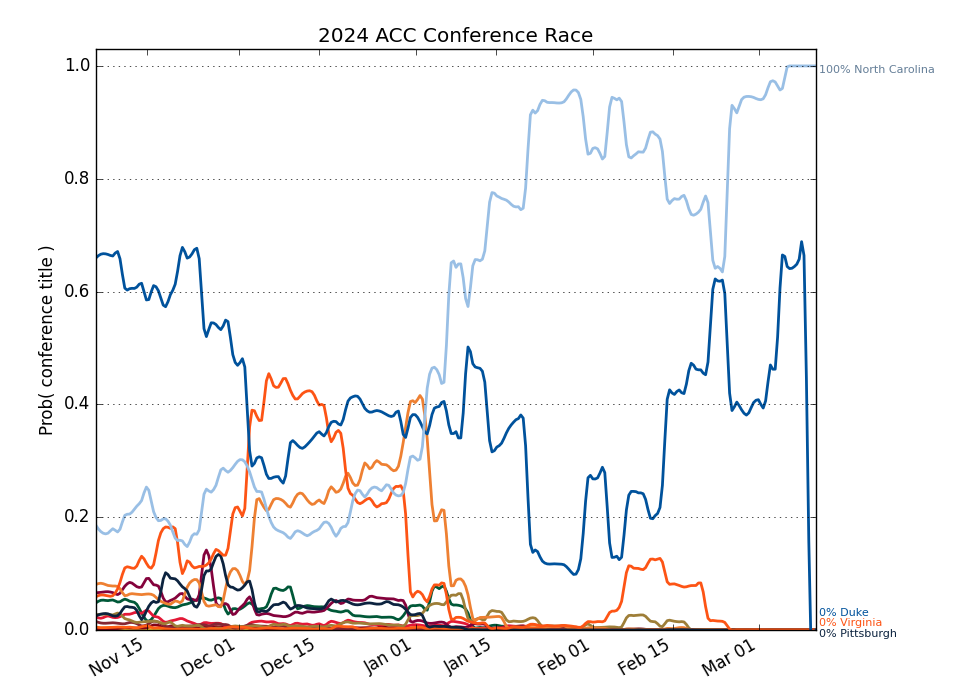 2024 ACC Conference Race
1.0
0.8
0.6
0.4
0.2
0.0
Prob( conference title )
100% North Carolina
0% Duke
0% Virginia
0% Pittsburgh
Nov 15
Dec 01
Dec 15
Jan 01
Jan 15
Feb 01
Feb 15
Mar 01